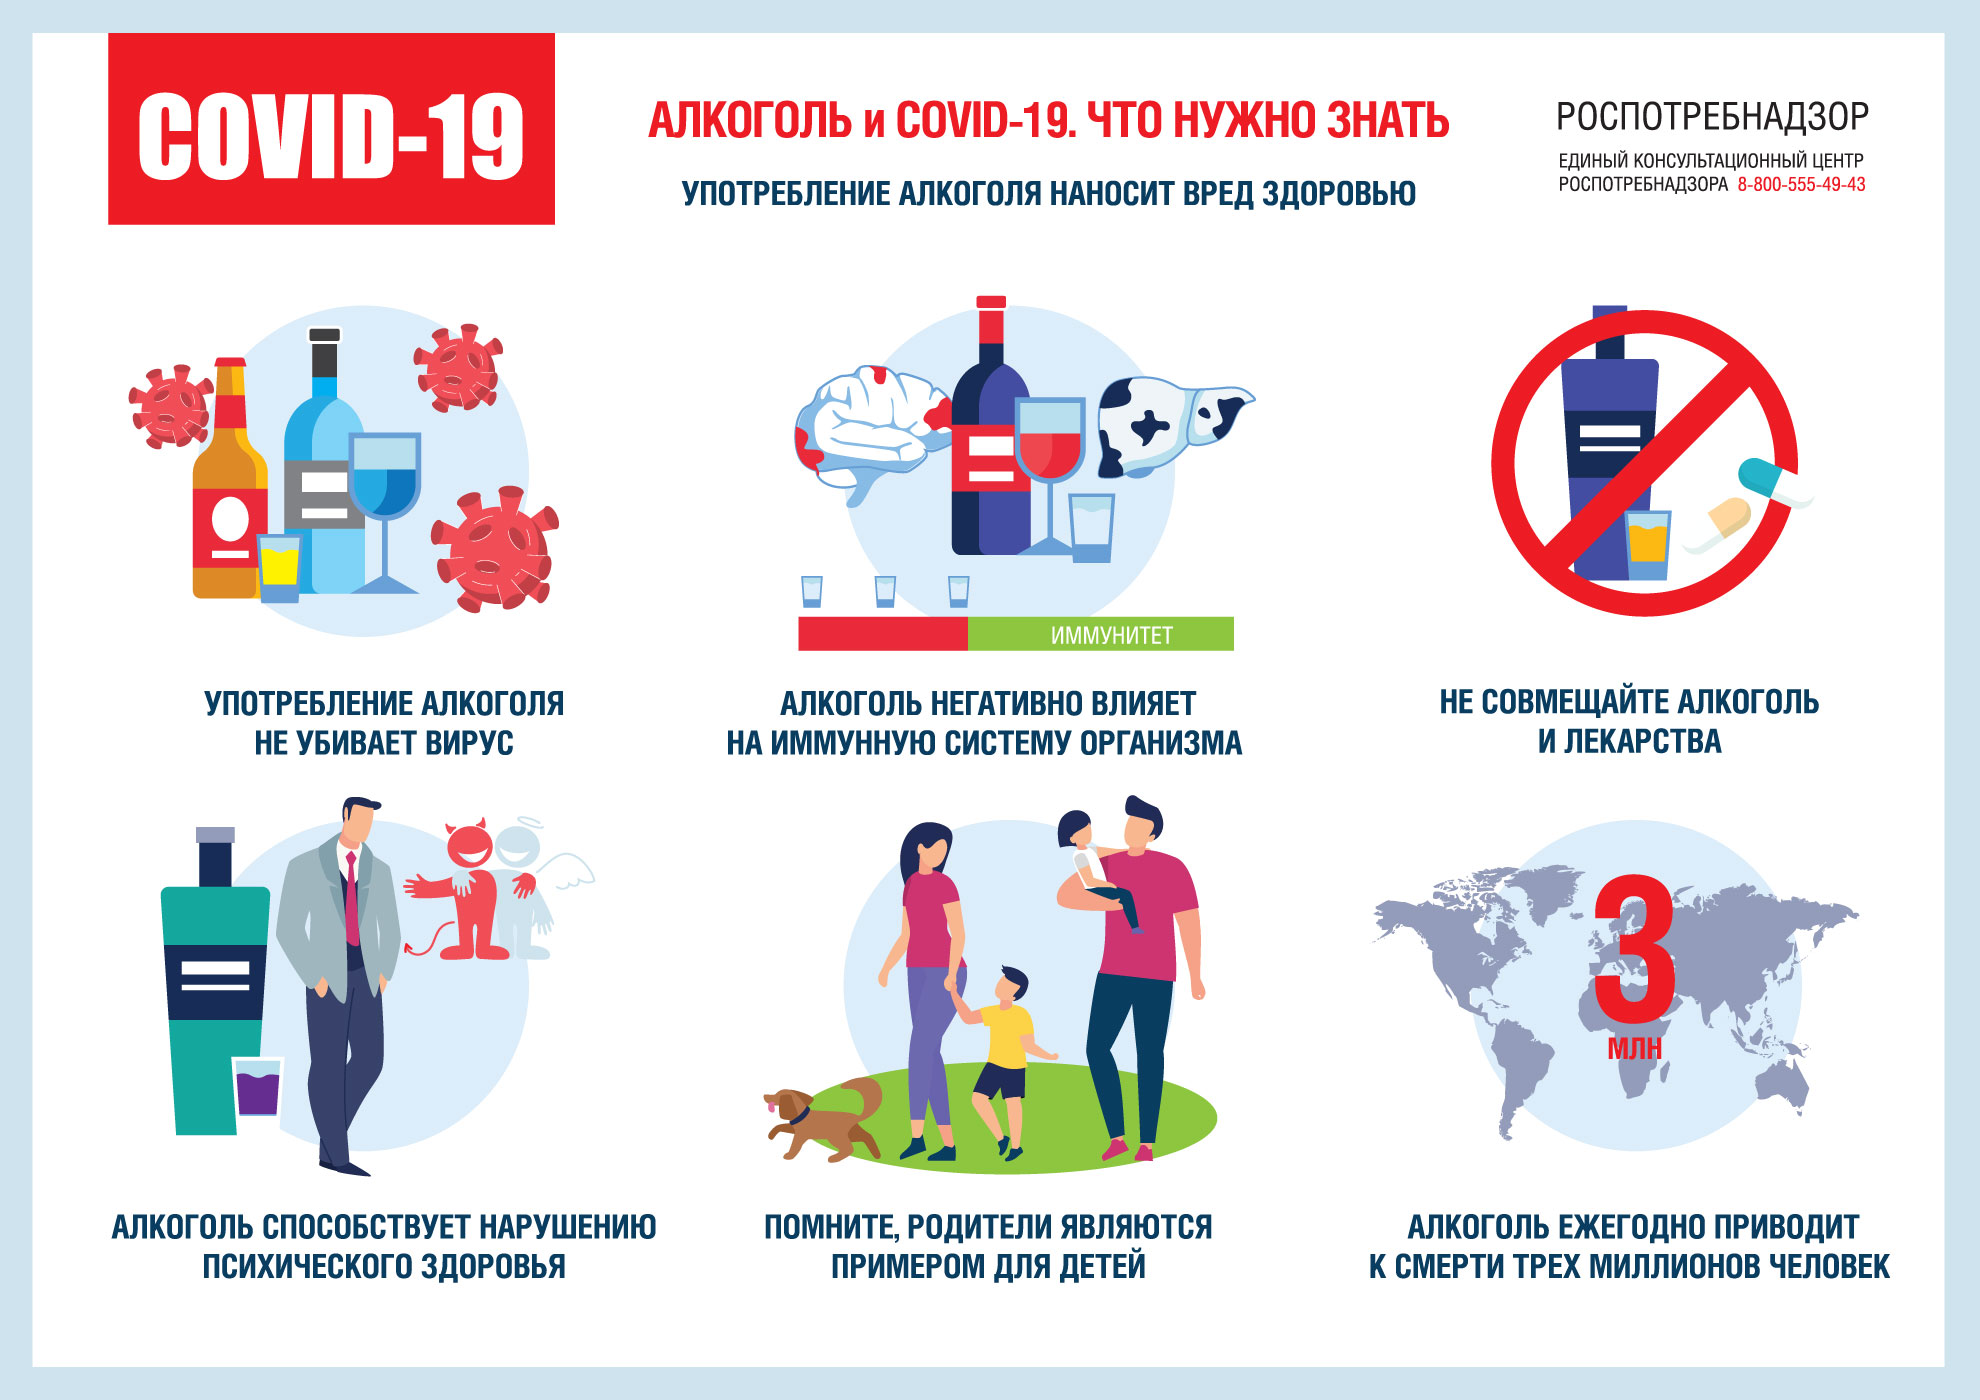 COVID-19
АЛКОГОЛЬ и COVID-19. ЧТО НУЖНО ЗНАТЬ
УПОТРЕБЛЕНИЕ АЛКОГОЛЯ НАНОСИТ ВРЕД ЗДОРОВЬЮ
РОСПОТРЕБНАДЗОР
ЕДИНЫЙ КОНСУЛЬТАЦИОННЫЙ ЦЕНТР
РОСПОТРЕБНАДЗОРА 8-800-555-49-43
УПОТРЕБЛЕНИЕ АЛКОГОЛЯ
НЕ УБИВАЕТ ВИРУС
ИММУНИТЕТ
АЛКОГОЛЬ НЕГАТИВНО ВЛИЯЕТ
НА ИММУННУЮ СИСТЕМУ ОРГАНИЗМА
НЕ СОВМЕЩАЙТЕ АЛКОГОЛЬ
И ЛЕКАРСТВА
АЛКОГОЛЬ СПОСОБСТВУЕТ НАРУШЕНИЮ
ПСИХИЧЕСКОГО ЗДОРОВЬЯ
ПОМНИТЕ, РОДИТЕЛИ ЯВЛЯЮТСЯ
ПРИМЕРОМ ДЛЯ ДЕТЕЙ
3
МЛН
АЛКОГОЛЬ ЕЖЕГОДНО ПРИВОДИТ
К СМЕРТИ ТРЕХ МИЛЛИОНОВ ЧЕЛОВЕК